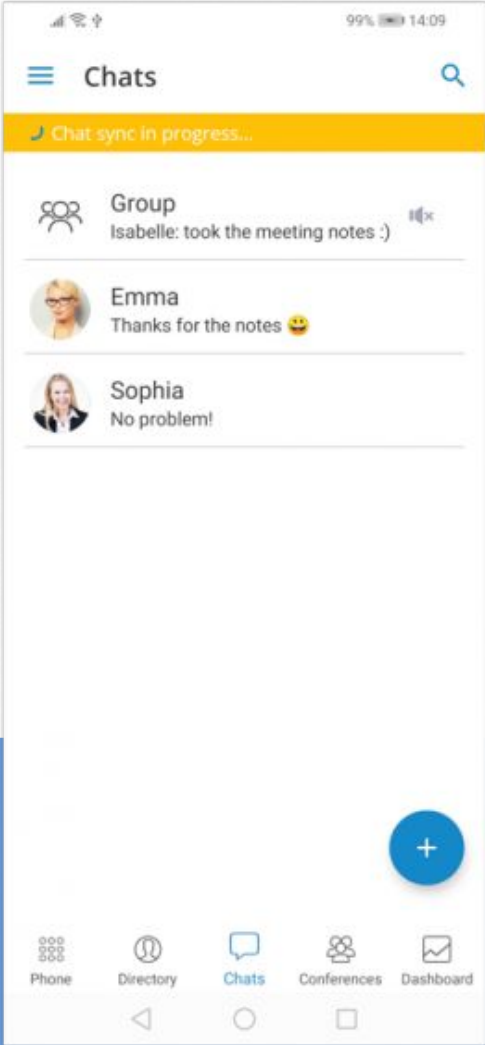 99% 14:09
Chats
Chat sync in progress...
Group
Isabelle: took the meeting notes :)
Emma
Thanks for the notes 😀
Sophia
No problem!
+
Phone Directory Chats Conferences Dashboard